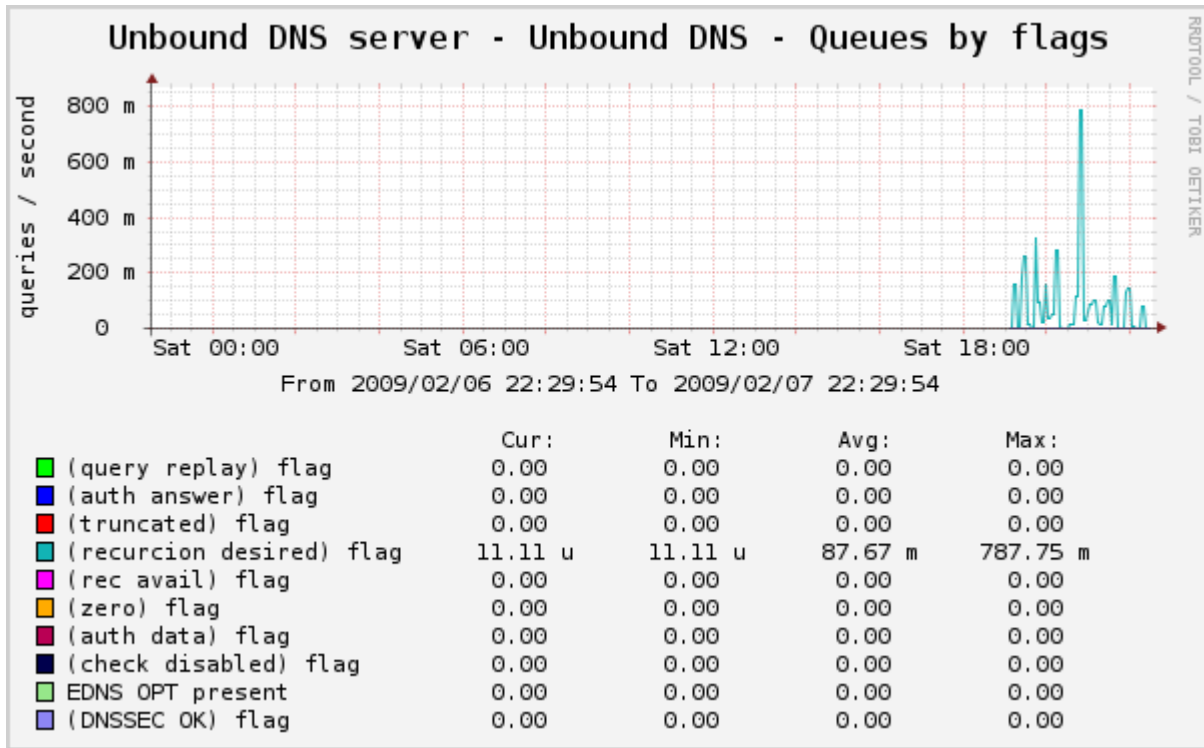 Unbound DNS server - Unbound DNS - Queues by flags
RRDTOOL / TOBI OETIKER
queries / second
800 m
600 m
400 m
200 m
0
Sat 00:00 Sat 06:00 Sat 12:00 Sat 18:00
From 2009/02/06 22:29:54 To 2009/02/07 22:29:54
Cur: Min: Avg: Max:
(query replay) flag 0.00 0.00 0.00 0.00
(auth answer) flag 0.00 0.00 0.00 0.00
(truncated) flag 0.00 0.00 0.00 0.00
(recurcion desired) flag 11.11 u 11.11 u 87.67 m 787.75 m
(rec avail) flag 0.00 0.00 0.00 0.00
(zero) flag 0.00 0.00 0.00 0.00
(auth data) flag 0.00 0.00 0.00 0.00
(check disabled) flag 0.00 0.00 0.00 0.00
EDNS OPT present 0.00 0.00 0.00 0.00
(DNSSEC OK) flag 0.00 0.00 0.00 0.00